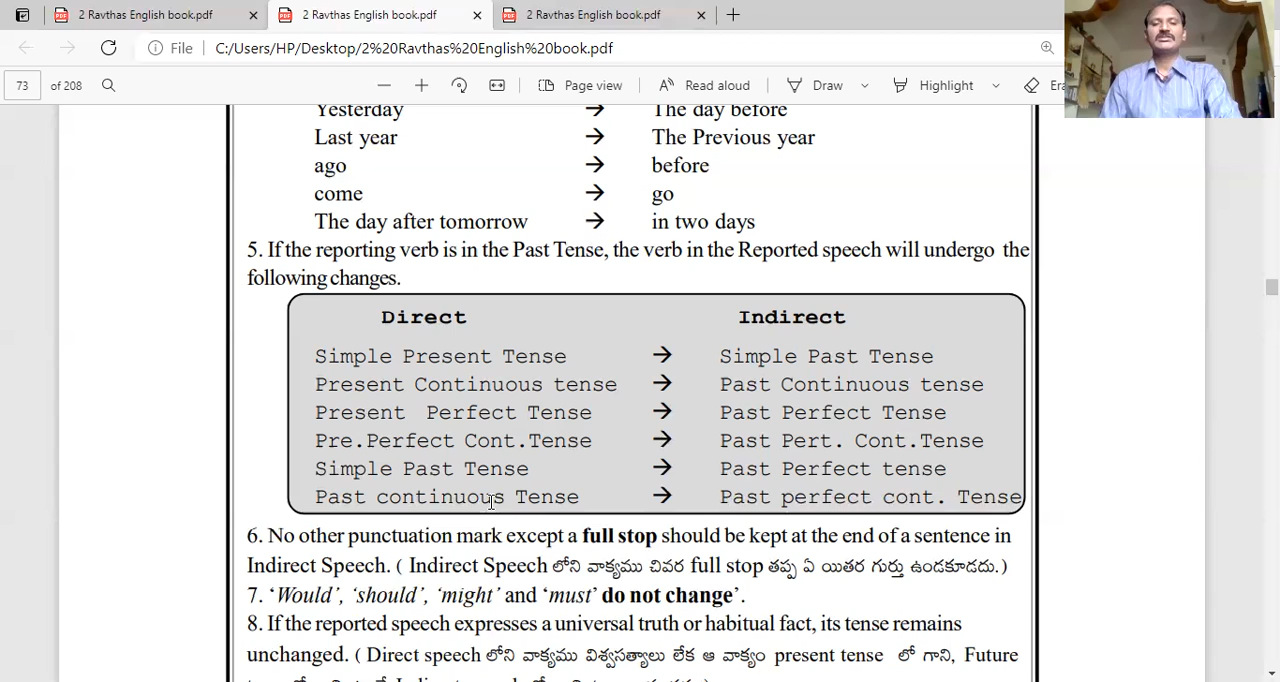 2 Ravthas English book.pdf
2 Ravthas English book.pdf
2 Ravthas English book.pdf
File C:/Users/HP/Desktop/2%20Ravthas%20English%20book.pdf
73 of 208 Page view Read aloud Draw Highlight Era
Yesterday → The day before
Last year → The Previous year
ago → before
come → go
The day after tomorrow → in two days
5. If the reporting verb is in the Past Tense, the verb in the Reported speech will undergo the
following changes.
Direct Indirect
Simple Present Tense → Simple Past Tense
Present Continuous tense → Past Continuous tense
Present Perfect Tense → Past Perfect Tense
Pre.Perfect Cont.Tense → Past Pert. Cont.Tense
Simple Past Tense → Past Perfect tense
Past continuous Tense → Past perfect cont. Tense
6. No other punctuation mark except a full stop should be kept at the end of a sentence in
Indirect Speech. ( Indirect Speech లోని వాక్యము చివర full stop తప్ప ఏ యితర గుర్తు ఉండకూడదు.)
7. ‘Would’, ‘should’, ‘might’ and ‘must’ do not change’.
8. If the reported speech expresses a universal truth or habitual fact, its tense remains
unchanged. ( Direct speech లోని వాక్యము విశ్వసత్యాలు లేక ఆ వాక్యం present tense లో గాని, Future